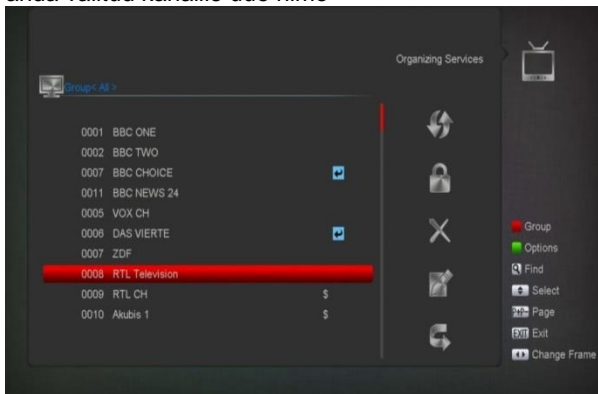 anda valitud kanalile uue nime
Organizing Services
Group< All >
0001 BBC ONE
0002 BBC TWO
0007 BBC CHOICE
0011 BBC NEWS 24
0005 VOX CH
0006 DAS VIERTE
0007 ZDF
0008 RTL Television
0009 RTL CH $
0010 Akubis 1 $
Group
Options
Find
Select
Page
EXIT Exit
Change Frame